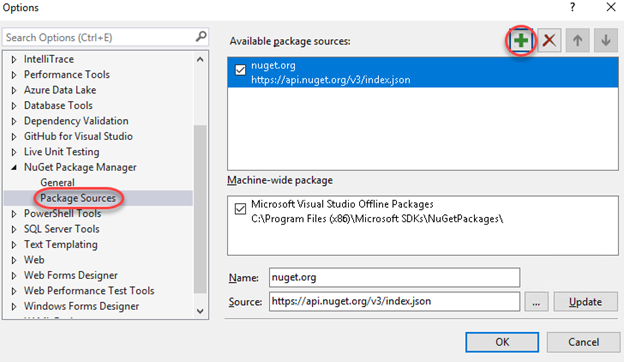 Options
?
Search Options (Ctrl+E)
IntelliTrace
Performance Tools
Azure Data Lake
Database Tools
Dependency Validation
GitHub for Visual Studio
Live Unit Testing
NuGet Package Manager
General
Package Sources
PowerShell Tools
SQL Server Tools
Text Templating
Web
Web Forms Designer
Web Performance Test Tools
Windows Forms Designer
Available package sources:
nuget.org
https://api.nuget.org/v3/index.json
Machine-wide package
Microsoft Visual Studio Offline Packages
C:\Program Files (x86)\Microsoft SDKs\NuGetPackages\
Name: nuget.org
Source: https://api.nuget.org/v3/index.json ... Update
OK Cancel